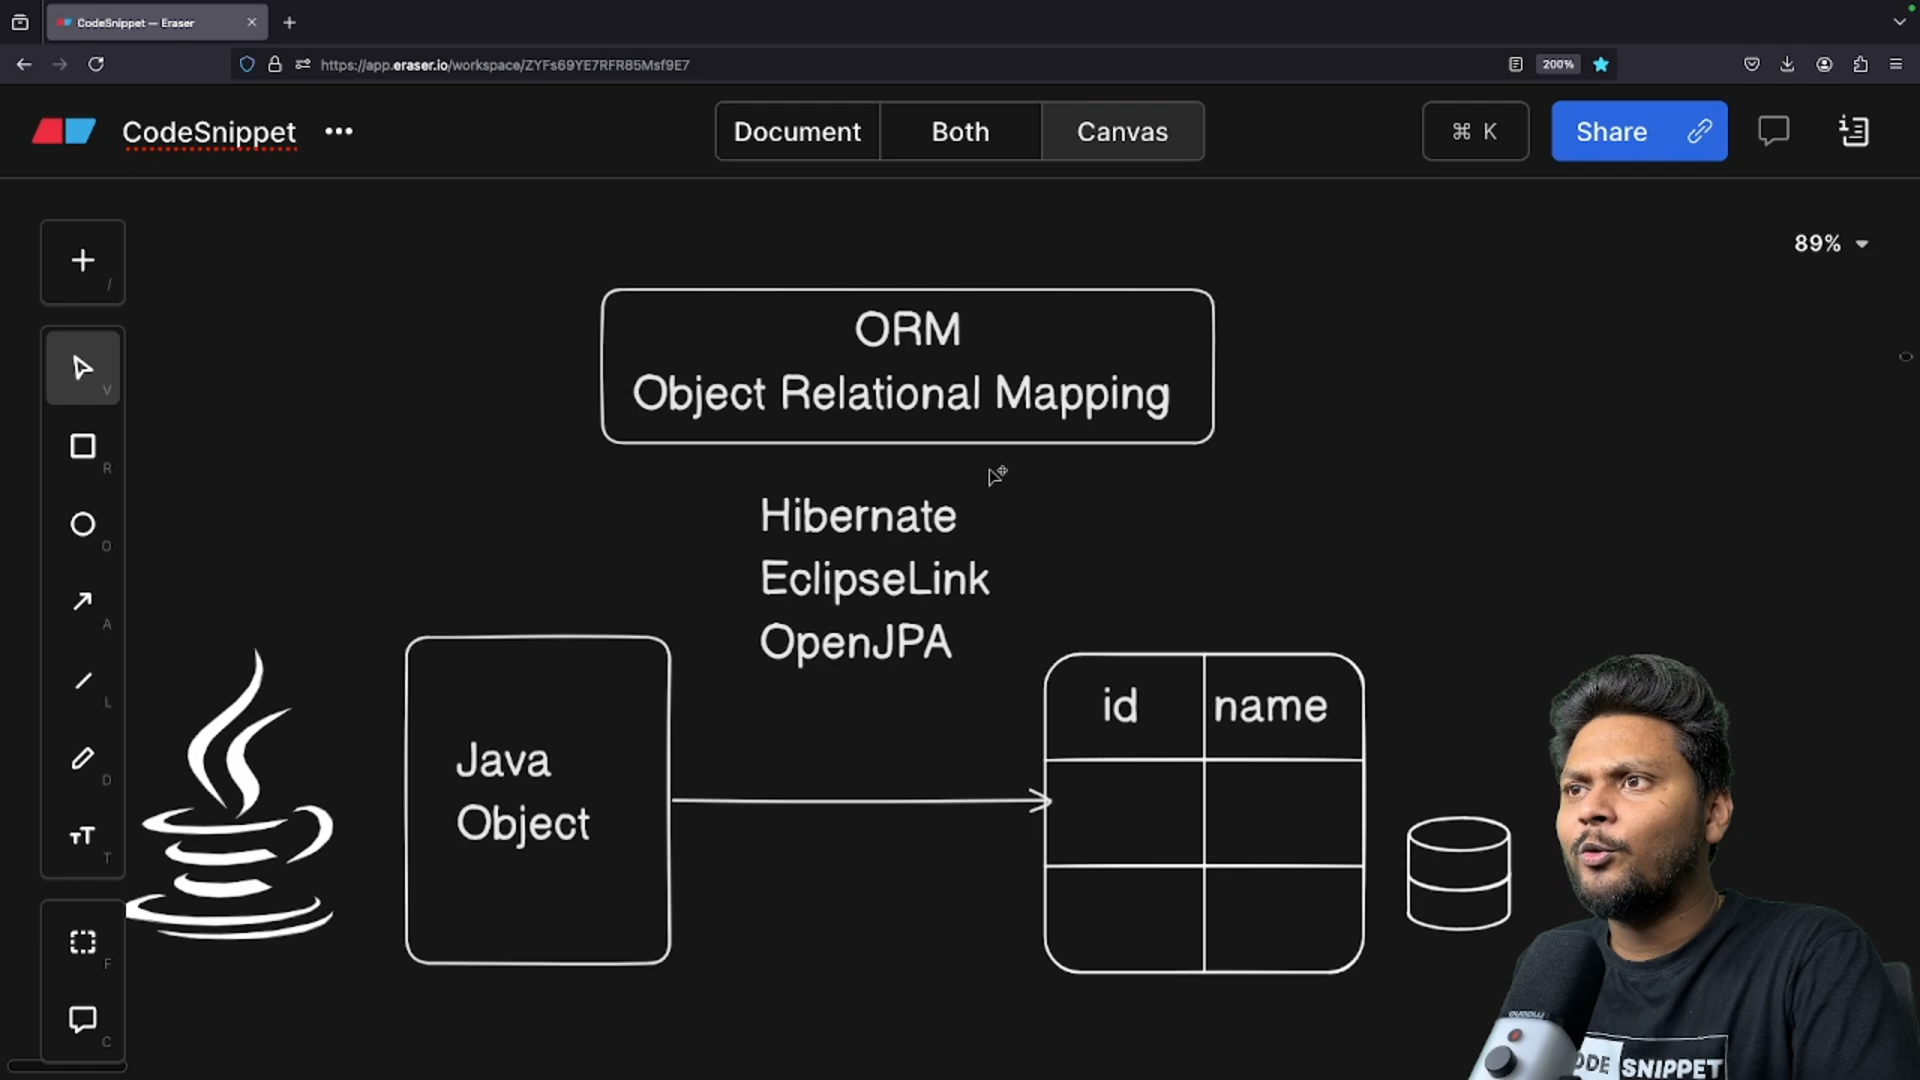 CodeSnippet — Eraser
https://app.eraser.io/workspace/ZYFs69YE7RFR85Msf9E7
200%
CodeSnippet
Document
Both
Canvas
⌘ K
Share
89%
/
V
R
O
A
L
D
T
F
C
ORM
Object Relational Mapping
Hibernate
EclipseLink
OpenJPA
Java
Object
id
name
SNIPPET